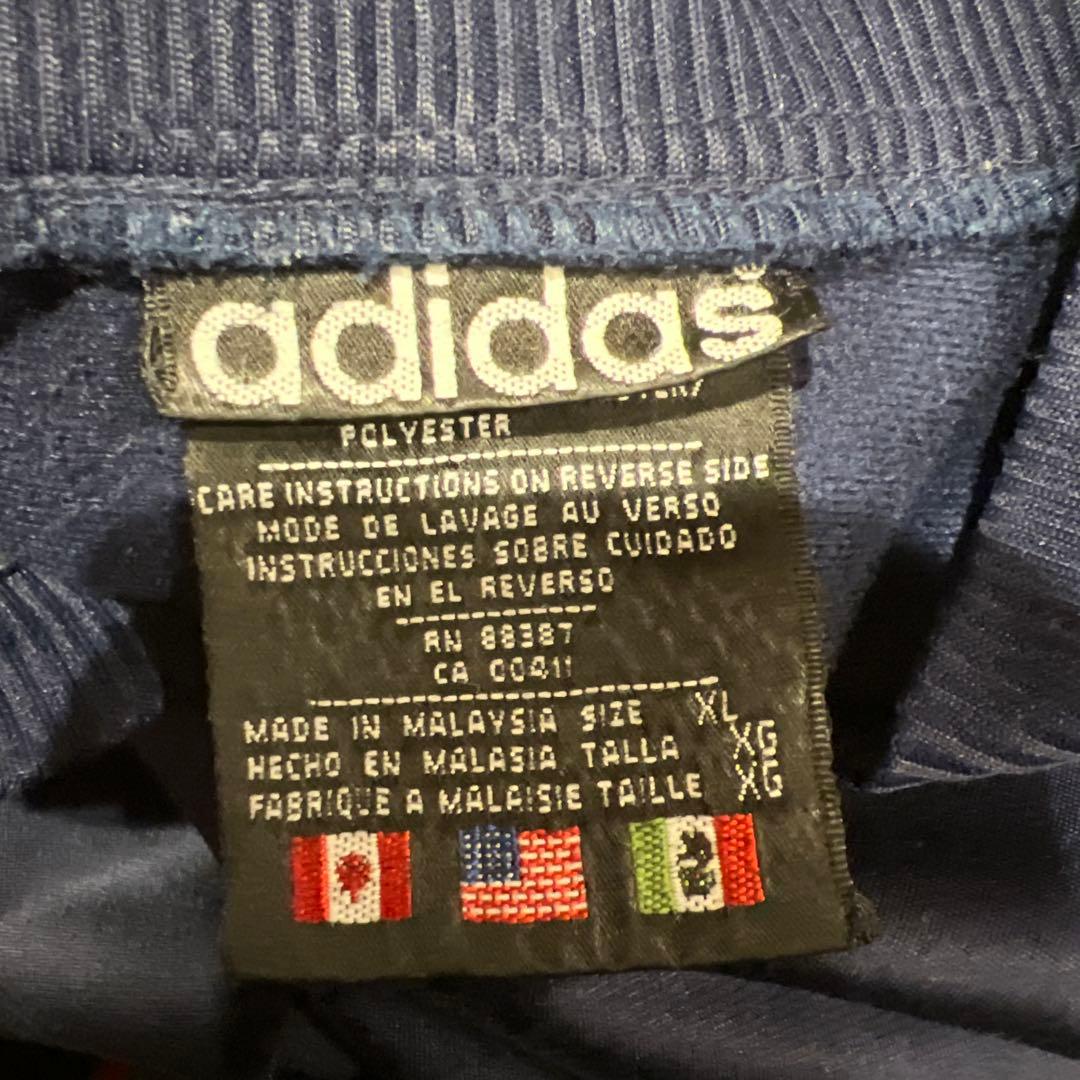 adidas
POLYESTER
CARE INSTRUCTIONS ON REVERSE SIDE
MODE DE LAVAGE AU VERSO
INSTRUCCIONES SOBRE CUIDADO
EN EL REVERSO
RN 88387
CA 00411
MADE IN MALAYSIA SIZE XL
HECHO EN MALASIA TALLA XG
FABRIQUE A MALAISIE TAILLE XG